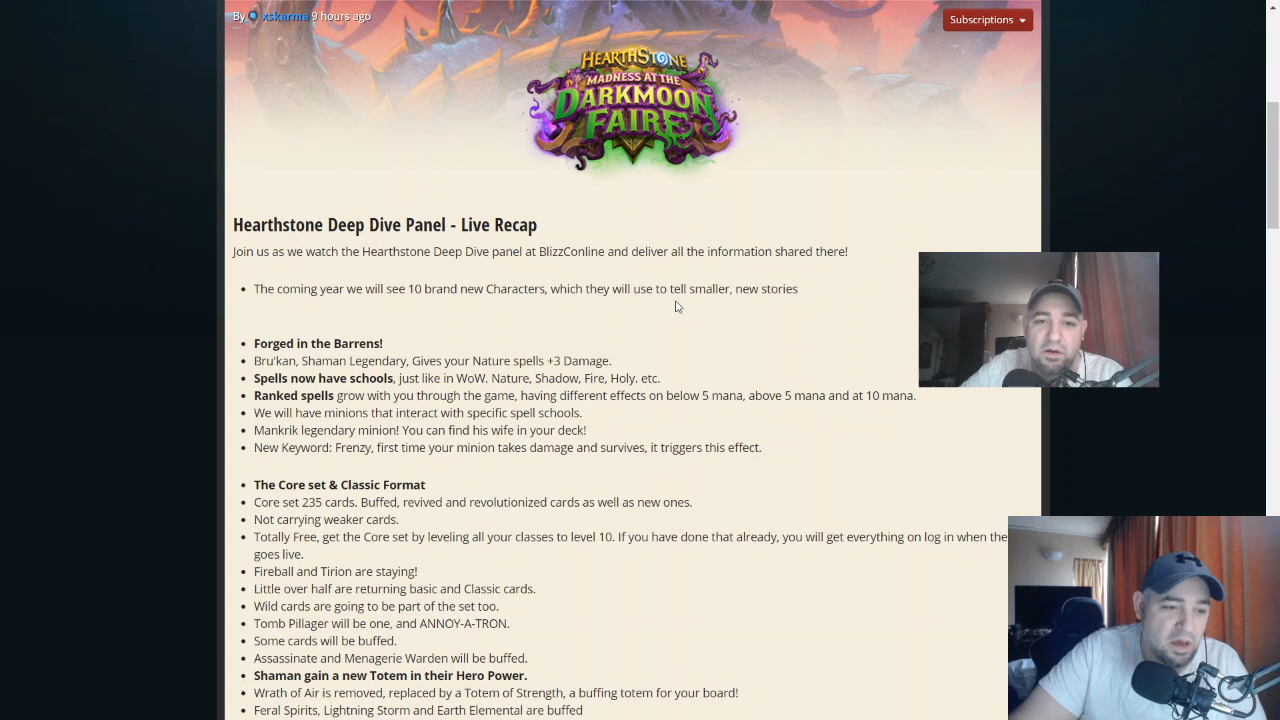 By xskarma 9 hours ago
Subscriptions
HEARTHSTONE
MADNESS AT THE
DARKMOON
FAIRE
Hearthstone Deep Dive Panel - Live Recap
Join us as we watch the Hearthstone Deep Dive panel at BlizzConline and deliver all the information shared there!
The coming year we will see 10 brand new Characters, which they will use to tell smaller, new stories
Forged in the Barrens!
Bru'kan, Shaman Legendary, Gives your Nature spells +3 Damage.
Spells now have schools, just like in WoW. Nature, Shadow, Fire, Holy. etc.
Ranked spells grow with you through the game, having different effects on below 5 mana, above 5 mana and at 10 mana.
We will have minions that interact with specific spell schools.
Mankrik legendary minion! You can find his wife in your deck!
New Keyword: Frenzy, first time your minion takes damage and survives, it triggers this effect.
The Core set & Classic Format
Core set 235 cards. Buffed, revived and revolutionized cards as well as new ones.
Not carrying weaker cards.
Totally Free, get the Core set by leveling all your classes to level 10. If you have done that already, you will get everything on log in when the
goes live.
Fireball and Tirion are staying!
Little over half are returning basic and Classic cards.
Wild cards are going to be part of the set too.
Tomb Pillager will be one, and ANNOY-A-TRON.
Some cards will be buffed.
Assassinate and Menagerie Warden will be buffed.
Shaman gain a new Totem in their Hero Power.
Wrath of Air is removed, replaced by a Totem of Strength, a buffing totem for your board!
Feral Spirits, Lightning Storm and Earth Elemental are buffed